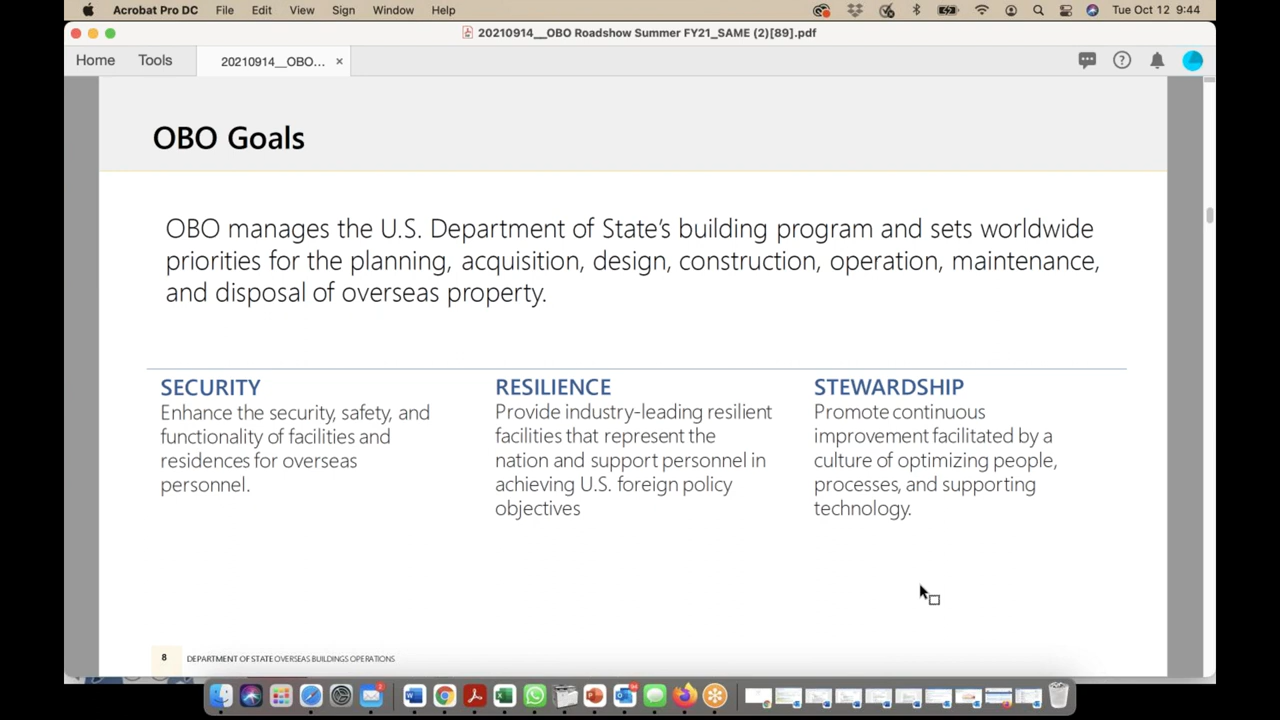 Acrobat Pro DC File Edit View Sign Window Help Tue Oct 12 9:44
20210914__OBO Roadshow Summer FY21_SAME (2)[89].pdf
Home Tools 20210914__OBO... ×
OBO Goals
OBO manages the U.S. Department of State's building program and sets worldwide
priorities for the planning, acquisition, design, construction, operation, maintenance,
and disposal of overseas property.
SECURITY
Enhance the security, safety, and
functionality of facilities and
residences for overseas
personnel.
RESILIENCE
Provide industry-leading resilient
facilities that represent the
nation and support personnel in
achieving U.S. foreign policy
objectives
STEWARDSHIP
Promote continuous
improvement facilitated by a
culture of optimizing people,
processes, and supporting
technology.
8 DEPARTMENT OF STATE OVERSEAS BUILDINGS OPERATIONS